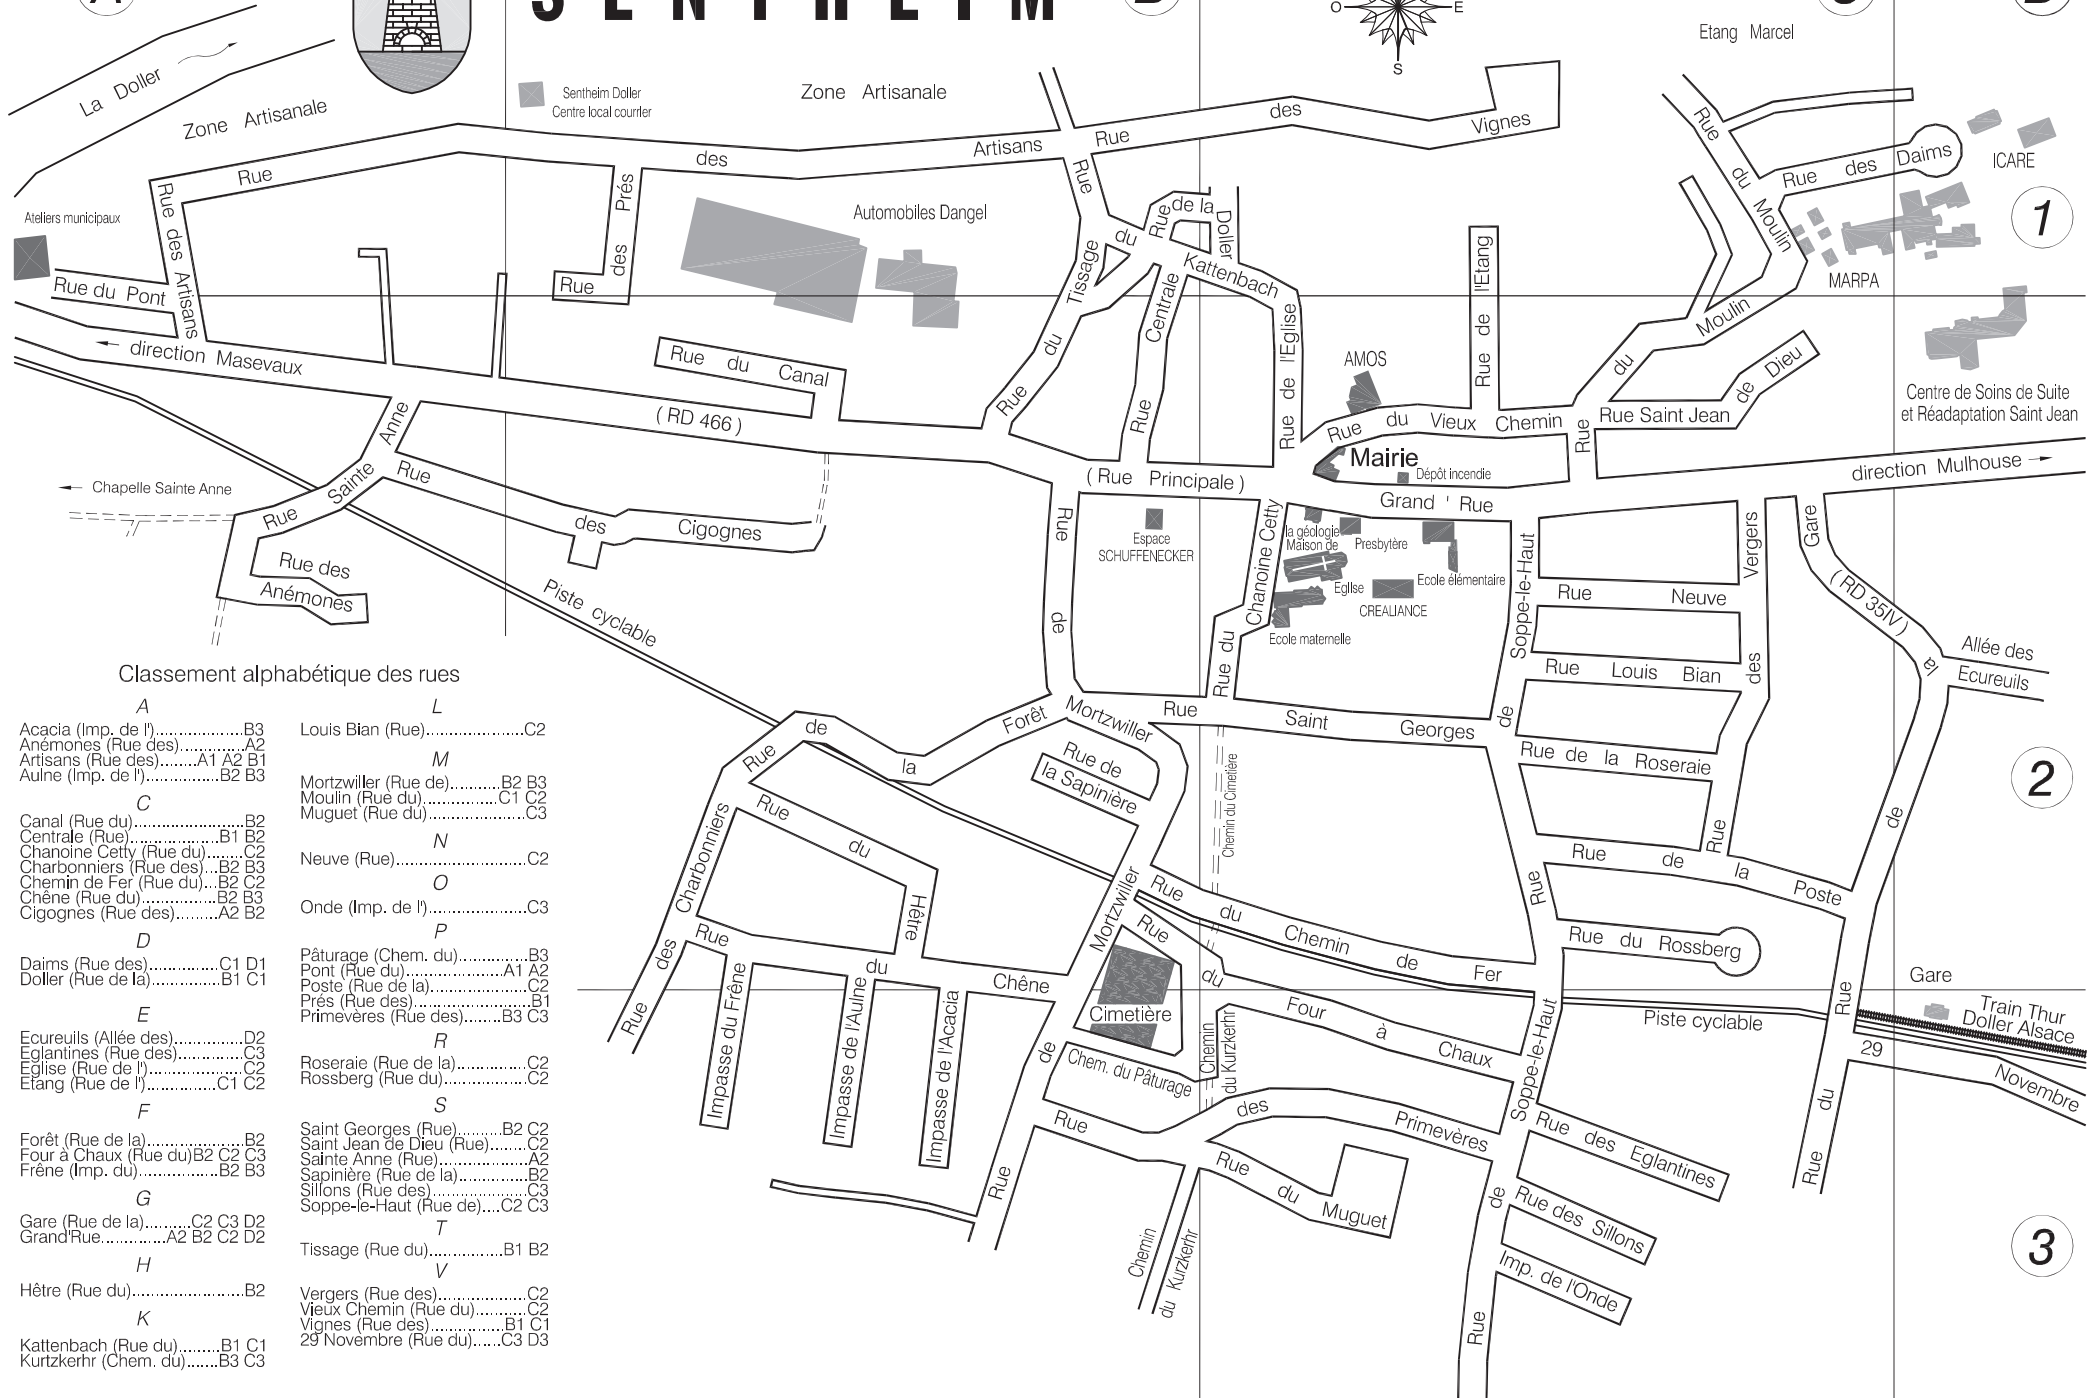 SENTHEIM
O
E
S
Etang Marcel
La Doller
Zone Artisanale
Sentheim Doller
Centre local courrier
Zone Artisanale
Rue des Artisans
Rue des Vignes
Rue du Moulin
Rue des Daims
ICARE
1
Ateliers municipaux
Rue des Artisans
Rue des Prés
Automobiles Dangel
Rue du Tissage
Rue de la Doller
du Kattenbach
MARPA
Rue du Pont
Rue Centrale
Rue de l'Eglise
Rue de l'Etang
Rue du Moulin
direction Masevaux
Rue du Canal
AMOS
Rue Saint Jean de Dieu
Centre de Soins de Suite
et Réadaptation Saint Jean
( RD 466 )
Rue du Vieux Chemin
Mairie
Dépôt incendie
direction Mulhouse
Chapelle Sainte Anne
Rue Sainte Anne
Rue des Cigognes
( Rue Principale )
Grand ' Rue
Rue des
Anémones
Espace
SCHUFFENECKER
Rue du Chanoine Cetty
la géologie
Maison de
Presbytère
Eglise
Ecole élémentaire
CREALIANCE
Ecole maternelle
Rue de Soppe-le-Haut
Rue Neuve
Rue des Vergers
Rue de la Gare
( RD 35IV )
Allée des
Ecureuils
Piste cyclable
Rue Louis Bian
Rue de Mortzwiller
Rue Saint Georges
Rue de la Forêt
Rue de
la Sapinière
Chemin du Cimetière
Rue de la Roseraie
2
Rue des Charbonniers
Rue du Hêtre
Rue de la Poste
Rue du Chemin de Fer
Rue du Rossberg
Rue du Chêne
Impasse du Frêne
Impasse de l'Aulne
Impasse de l'Acacia
Cimetière
Rue du Four à Chaux
Piste cyclable
Gare
Train Thur
Doller Alsace
Rue du 29 Novembre
Chem. du Pâturage
Chemin
du Kurzkerhr
Rue des Primevères
Rue des Eglantines
Rue du Muguet
Rue des Sillons
Imp. de l'Onde
Chemin
du Kurzkerhr
3
Classement alphabétique des rues
A
Acacia (Imp. de l')..................B3
Anémones (Rue des)..............A2
Artisans (Rue des)........A1 A2 B1
Aulne (Imp. de l')................B2 B3
C
Canal (Rue du)........................B2
Centrale (Rue)...................B1 B2
Chanoine Cetty (Rue du).......C2
Charbonniers (Rue des)...B2 B3
Chemin de Fer (Rue du)...B2 C2
Chêne (Rue du)................B2 B3
Cigognes (Rue des)..........A2 B2
D
Daims (Rue des)...............C1 D1
Doller (Rue de la)..............B1 C1
E
Ecureuils (Allée des)...............D2
Eglantines (Rue des)..............C3
Eglise (Rue de l')....................C2
Etang (Rue de l').................C1 C2
F
Forêt (Rue de la).....................B2
Four à Chaux (Rue du)B2 C2 C3
Frêne (Imp. du).................B2 B3
G
Gare (Rue de la).........C2 C3 D2
Grand'Rue.............A2 B2 C2 D2
H
Hêtre (Rue du)........................B2
K
Kattenbach (Rue du)........B1 C1
Kurtzkerhr (Chem. du)......B3 C3
L
Louis Bian (Rue)....................C2
M
Mortzwiller (Rue de).........B2 B3
Moulin (Rue du)...............C1 C2
Muguet (Rue du)...................C3
N
Neuve (Rue).........................C2
O
Onde (Imp. de l')...................C3
P
Pâturage (Chem. du).............B3
Pont (Rue du)....................A1 A2
Poste (Rue de la)...................C2
Prés (Rue des).......................B1
Primevères (Rue des).......B3 C3
R
Roseraie (Rue de la)..............C2
Rossberg (Rue du).................C2
S
Saint Georges (Rue).........B2 C2
Saint Jean de Dieu (Rue).......C2
Sainte Anne (Rue)..................A2
Sapinière (Rue de la)..............B2
Sillons (Rue des)...................C3
Soppe-le-Haut (Rue de)....C2 C3
T
Tissage (Rue du)...............B1 B2
V
Vergers (Rue des)..................C2
Vieux Chemin (Rue du)..........C2
Vignes (Rue des)...............B1 C1
29 Novembre (Rue du)......C3 D3